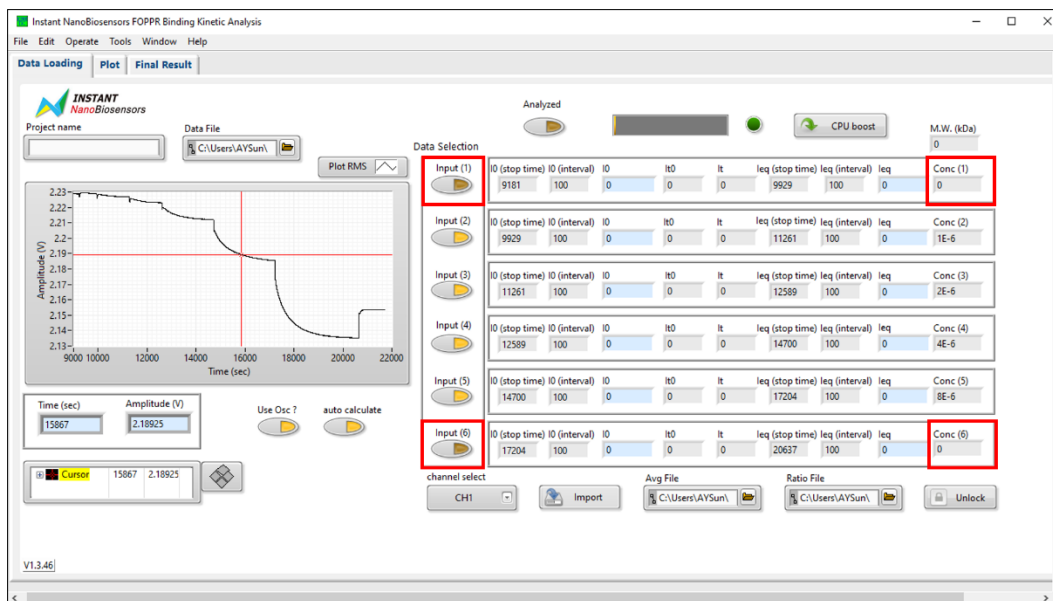 Instant NanoBiosensors FOPPR Binding Kinetic Analysis
File Edit Operate Tools Window Help
Data Loading Plot Final Result
INSTANT
NanoBiosensors
Analyzed
CPU boost
M.W. (kDa)
0
Project name
Data File
C:\Users\AYSun\
Data Selection
Plot RMS
Input (1)
I0 (stop time) I0 (interval) I0 It0 It Ieq (stop time) Ieq (interval) Ieq Conc (1)
9181 100 0 0 0 9929 100 0 0
Input (2)
I0 (stop time) I0 (interval) I0 It0 It Ieq (stop time) Ieq (interval) Ieq Conc (2)
9929 100 0 0 0 11261 100 0 1E-6
Input (3)
I0 (stop time) I0 (interval) I0 It0 It Ieq (stop time) Ieq (interval) Ieq Conc (3)
11261 100 0 0 0 12589 100 0 2E-6
Input (4)
I0 (stop time) I0 (interval) I0 It0 It Ieq (stop time) Ieq (interval) Ieq Conc (4)
12589 100 0 0 0 14700 100 0 4E-6
Input (5)
I0 (stop time) I0 (interval) I0 It0 It Ieq (stop time) Ieq (interval) Ieq Conc (5)
14700 100 0 0 0 17204 100 0 8E-6
Input (6)
I0 (stop time) I0 (interval) I0 It0 It Ieq (stop time) Ieq (interval) Ieq Conc (6)
17204 100 0 0 0 20637 100 0 0
Amplitude (V)
2.23
2.22
2.21
2.2
2.19
2.18
2.17
2.16
2.15
2.14
2.13
9000 10000 12000 14000 16000 18000 20000 22000
Time (sec)
Time (sec) Amplitude (V)
15867 2.18925
Use Osc ? auto calculate
Cursor 15867 2.18925
channel select
CH1
Import
Avg File
C:\Users\AYSun\
Ratio File
C:\Users\AYSun\
Unlock
V1.3.46